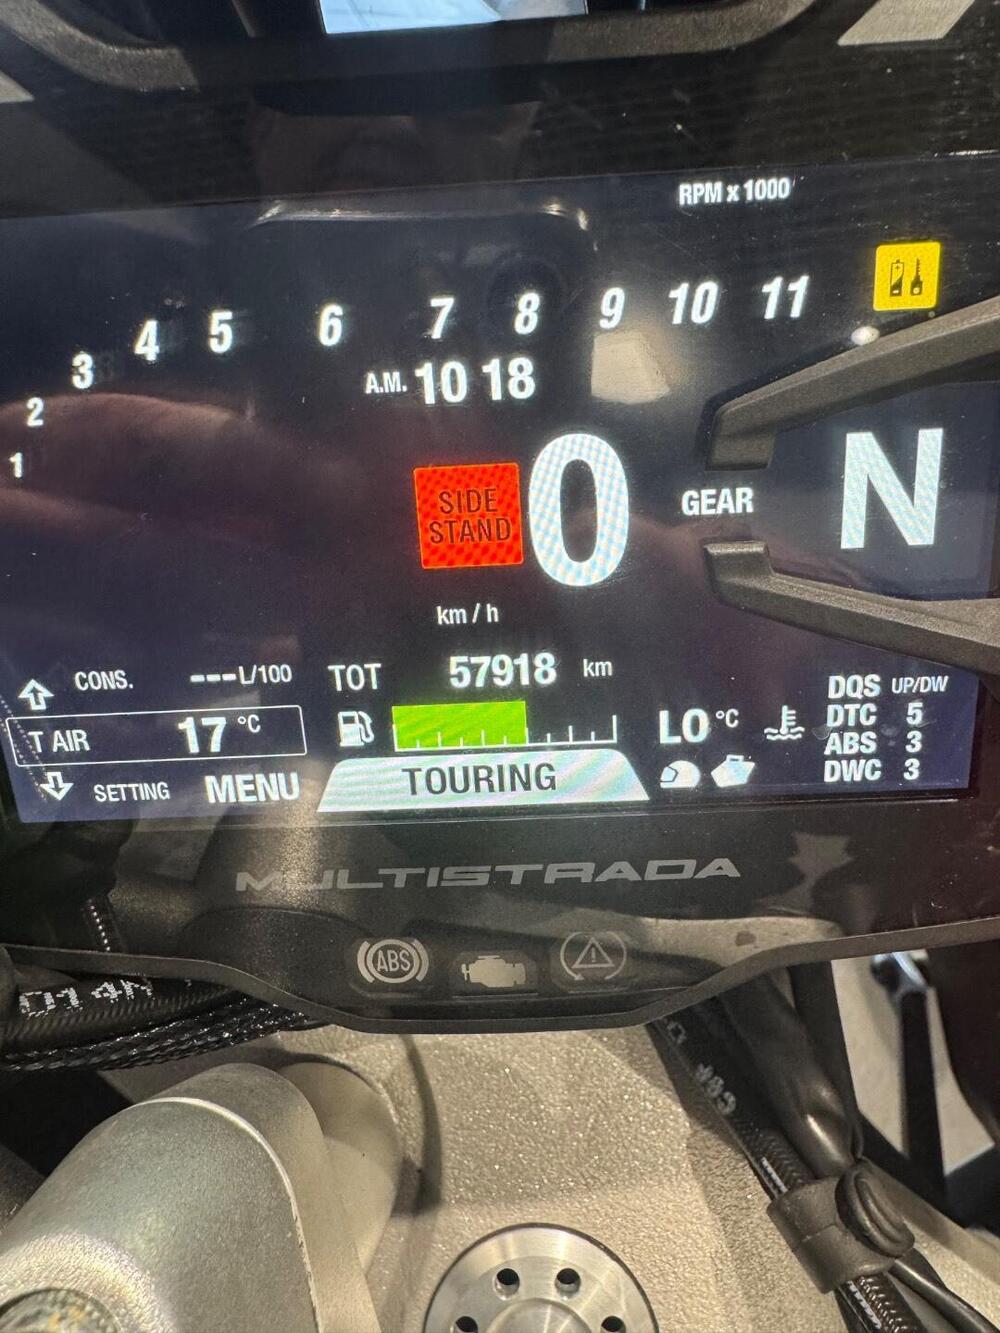 RPM x 1000
1
2
3
4
5
6
7
8
9
10
11
A.M. 10 18
SIDE
STAND
0
GEAR
N
km / h
CONS. ---L/100
TOT 57918 km
T AIR 17 °C
LO °C
DQS UP/DW
DTC 5
ABS 3
DWC 3
SETTING MENU
TOURING
MULTISTRADA
ABS